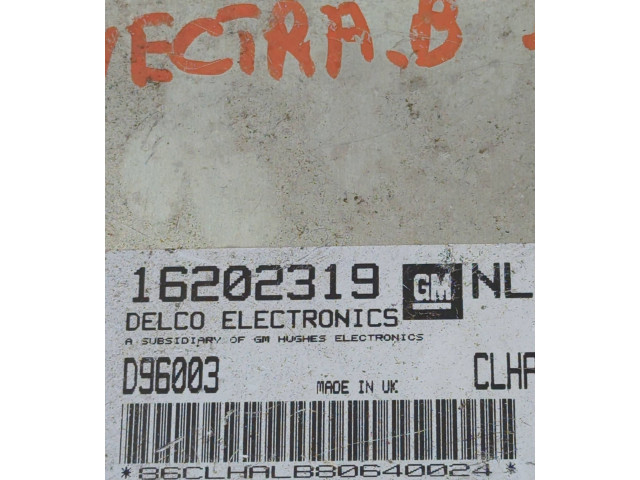 VECTRA.B -
16202319 GM NL
DELCO ELECTRONICS
A SUBSIDIARY OF GM HUGHES ELECTRONICS
D96003 MADE IN UK CLHA
*86CLHALB80640024*